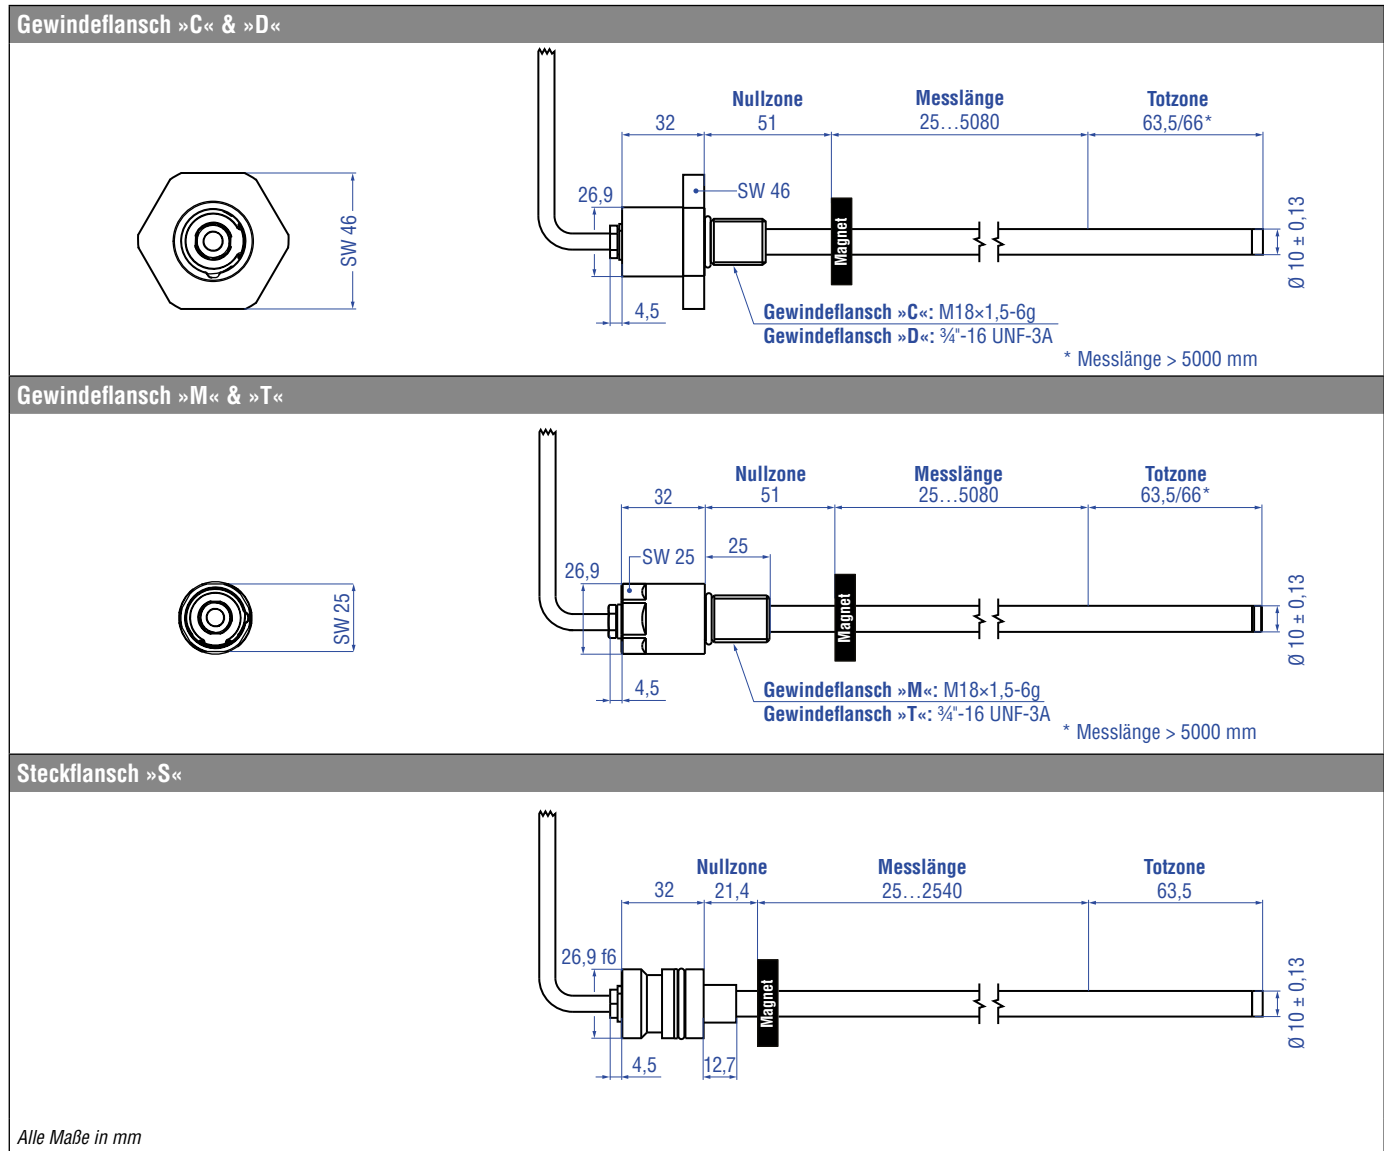 Gewindeflansch »C« & »D«
Nullzone
Messlänge
Totzone
32
51
25…5080
63,5/66*
26,9
SW 46
SW 46
Magnet
Ø 10 ± 0,13
4,5
Gewindeflansch »C«: M18×1,5-6g
Gewindeflansch »D«: ¾"-16 UNF-3A
* Messlänge > 5000 mm
Gewindeflansch »M« & »T«
Nullzone
Messlänge
Totzone
32
51
25…5080
63,5/66*
SW 25
25
26,9
SW 25
Magnet
Ø 10 ± 0,13
4,5
Gewindeflansch »M«: M18×1,5-6g
Gewindeflansch »T«: ¾"-16 UNF-3A
* Messlänge > 5000 mm
Steckflansch »S«
Nullzone
Messlänge
Totzone
32
21,4
25…2540
63,5
26,9 f6
Magnet
Ø 10 ± 0,13
4,5
12,7
Alle Maße in mm